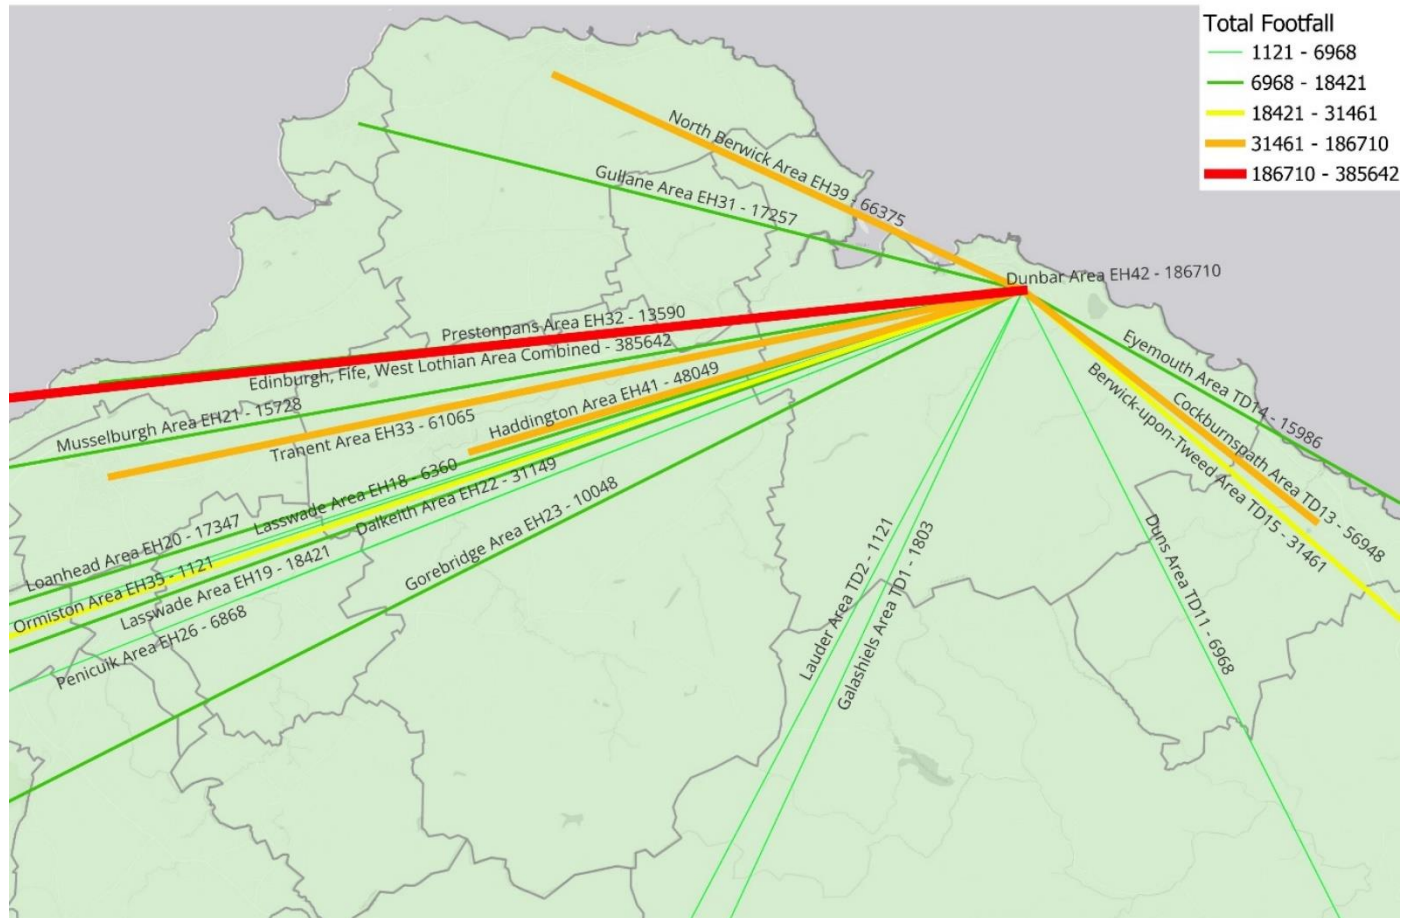 Total Footfall
1121 - 6968
6968 - 18421
18421 - 31461
31461 - 186710
186710 - 385642
North Berwick Area EH39 - 66375
Gullane Area EH31 - 17257
Dunbar Area EH42 - 186710
Prestonpans Area EH32 - 13590
Edinburgh, Fife, West Lothian Area Combined - 385642
Musselburgh Area EH21 - 15728
Tranent Area EH33 - 61065
Haddington Area EH41 - 48049
Eyemouth Area TD14 - 15986
Cockburnspath Area TD13 - 56948
Berwick-upon-Tweed Area TD15 - 31461
Lasswade Area EH18 - 6360
Dalkeith Area EH22 - 31149
Loanhead Area EH20 - 17347
Ormiston Area EH35 - 1121
Lasswade Area EH19 - 18421
Penicuik Area EH26 - 6868
Gorebridge Area EH23 - 10048
Lauder Area TD2 - 1121
Galashiels Area TD1 - 1803
Duns Area TD11 - 6968